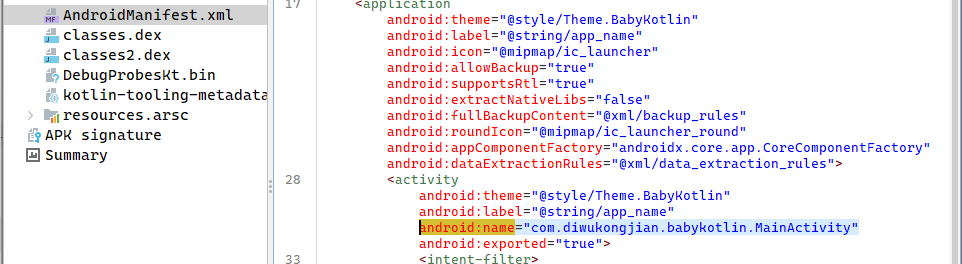 AndroidManifest.xml
classes.dex
classes2.dex
DebugProbesKt.bin
kotlin-tooling-metadata
resources.arsc
APK signature
Summary
17 <application
android:theme="@style/Theme.BabyKotlin"
android:label="@string/app_name"
android:icon="@mipmap/ic_launcher"
android:allowBackup="true"
android:supportsRtl="true"
android:extractNativeLibs="false"
android:fullBackupContent="@xml/backup_rules"
android:roundIcon="@mipmap/ic_launcher_round"
android:appComponentFactory="androidx.core.app.CoreComponentFactory"
android:dataExtractionRules="@xml/data_extraction_rules">
28 <activity
android:theme="@style/Theme.BabyKotlin"
android:label="@string/app_name"
android:name="com.diwukongjian.babykotlin.MainActivity"
android:exported="true">
33 <intent-filter>